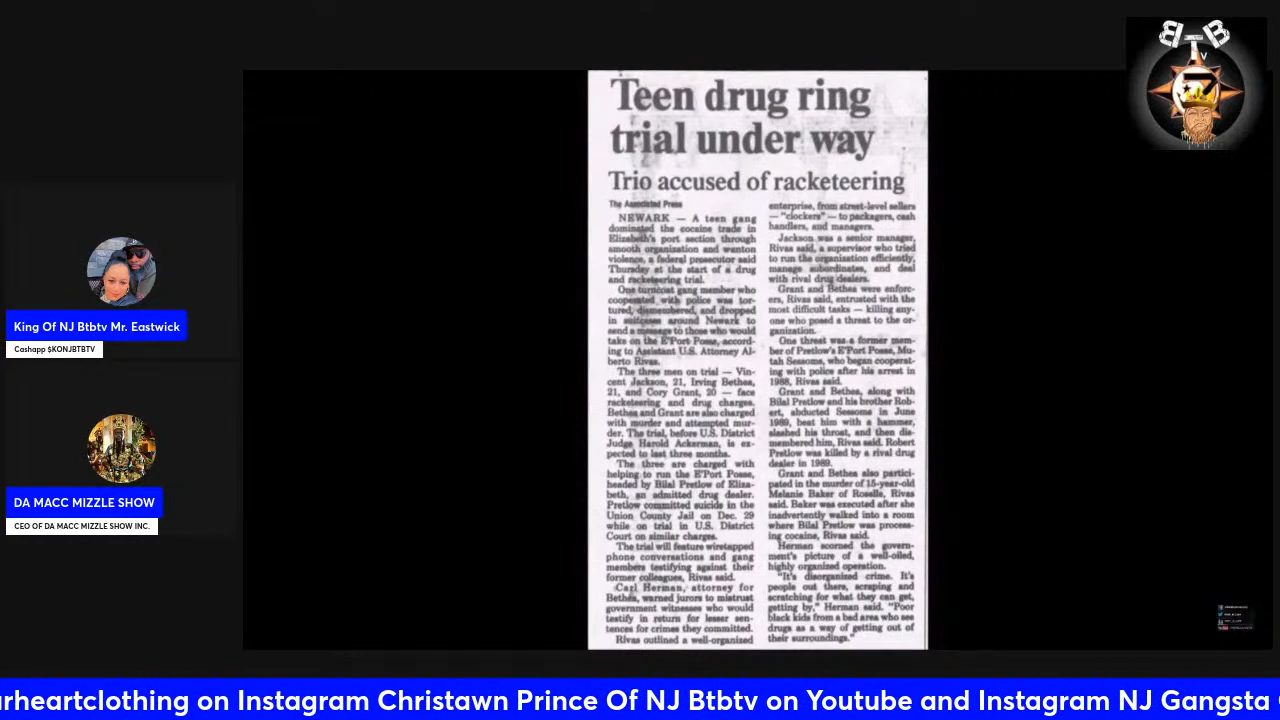 BTB
TV
Teen drug ring
trial under way
Trio accused of racketeering
The Associated Press
NEWARK — A teen gang
dominated the cocaine trade in
Elizabeth's port section through
smooth organization and wanton
violence, a federal prosecutor said
Thursday at the start of a drug
and racketeering trial.
One turncoat gang member who
cooperated with police was tor-
tured, dismembered, and dropped
in suitcases around Newark to
send a message to those who would
take on the E'Port Posse, accord-
ing to Assistant U.S. Attorney Al-
berto Rivas.
The three men on trial — Vin-
cent Jackson, 21, Irving Bethea,
21, and Cory Grant, 20 — face
racketeering and drug charges.
Bethea and Grant are also charged
with murder and attempted mur-
der. The trial, before U.S. District
Judge Harold Ackerman, is ex-
pected to last three months.
The three are charged with
helping to run the E'Port Posse,
headed by Bilal Pretlow of Eliza-
beth, an admitted drug dealer.
Pretlow committed suicide in the
Union County Jail on Dec. 29
while on trial in U.S. District
Court on similar charges.
The trial will feature wiretapped
phone conversations and gang
members testifying against their
former colleagues, Rivas said.
Carl Herman, attorney for
Bethea, warned jurors to mistrust
government witnesses who would
testify in return for lesser sen-
tences for crimes they committed.
Rivas outlined a well-organized
enterprise, from street-level sellers
— "clockers" — to packagers, cash
handlers, and managers.
Jackson was a senior manager,
Rivas said, a supervisor who tried
to run the organization efficiently,
manage subordinates, and deal
with rival drug dealers.
Grant and Bethea were enforc-
ers, Rivas said, entrusted with the
most difficult tasks — killing any-
one who posed a threat to the or-
ganization.
One threat was a former mem-
ber of Pretlow's E'Port Posse, Mu-
tah Sessoms, who began cooperat-
ing with police after his arrest in
1988, Rivas said.
Grant and Bethea, along with
Bilal Pretlow and his brother Rob-
ert, abducted Sessoms in June
1989, beat him with a hammer,
slashed his throat, and then dis-
membered him, Rivas said. Robert
Pretlow was killed by a rival drug
dealer in 1989.
Grant and Bethea also partici-
pated in the murder of 15-year-old
Melanie Baker of Roselle, Rivas
said. Baker was executed after she
inadvertently walked into a room
where Bilal Pretlow was process-
ing cocaine, Rivas said.
Herman scorned the govern-
ment's picture of a well-oiled,
highly organized operation.
"It's disorganized crime. It's
people out there, scraping and
scratching for what they can get,
getting by," Herman said. "Poor
black kids from a bad area who see
drugs as a way of getting out of
their surroundings."
King Of NJ Btbtv Mr. Eastwick
Cashapp $KONJBTBTV
DA MACC MIZZLE SHOW
CEO OF DA MACC MIZZLE SHOW INC.
rheartclothing on Instagram Christawn Prince Of NJ Btbtv on Youtube and Instagram NJ Gangsta